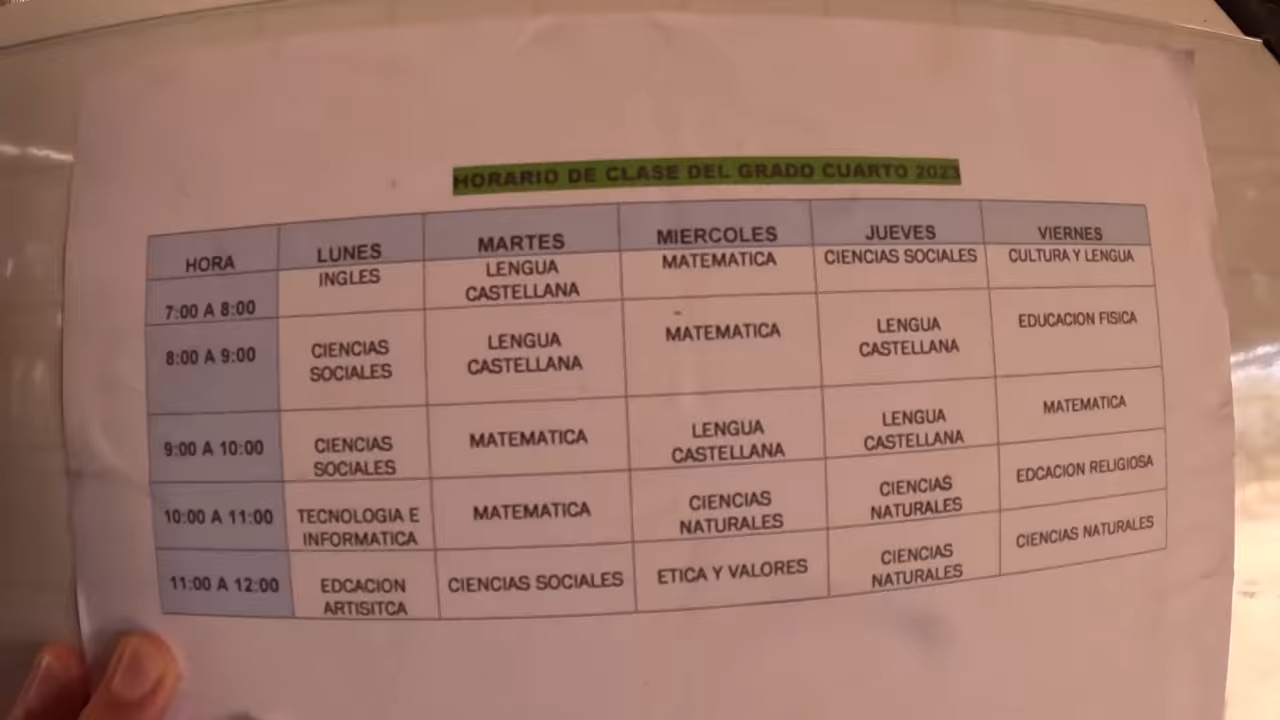 HORARIO DE CLASE DEL GRADO CUARTO 2023
HORA LUNES MARTES MIERCOLES JUEVES VIERNES
7:00 A 8:00 INGLES LENGUA CASTELLANA MATEMATICA CIENCIAS SOCIALES CULTURA Y LENGUA
8:00 A 9:00 CIENCIAS SOCIALES LENGUA CASTELLANA MATEMATICA LENGUA CASTELLANA EDUCACION FISICA
9:00 A 10:00 CIENCIAS SOCIALES MATEMATICA LENGUA CASTELLANA LENGUA CASTELLANA MATEMATICA
10:00 A 11:00 TECNOLOGIA E INFORMATICA MATEMATICA CIENCIAS NATURALES CIENCIAS NATURALES EDCACION RELIGIOSA
11:00 A 12:00 EDCACION ARTISITCA CIENCIAS SOCIALES ETICA Y VALORES CIENCIAS NATURALES CIENCIAS NATURALES